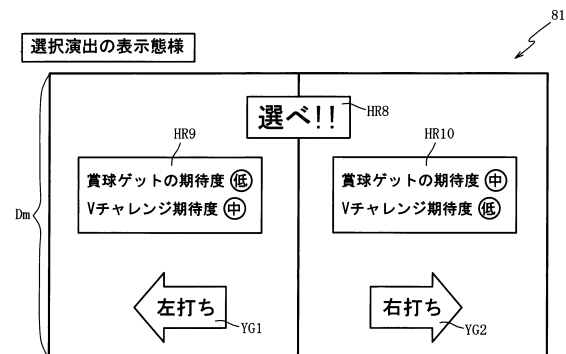 81
選択演出の表示態様
選べ!! HR8
HR9
賞球ゲットの期待度 低
Vチャレンジ期待度 中
HR10
賞球ゲットの期待度 中
Vチャレンジ期待度 低
Dm
左打ち YG1
右打ち YG2